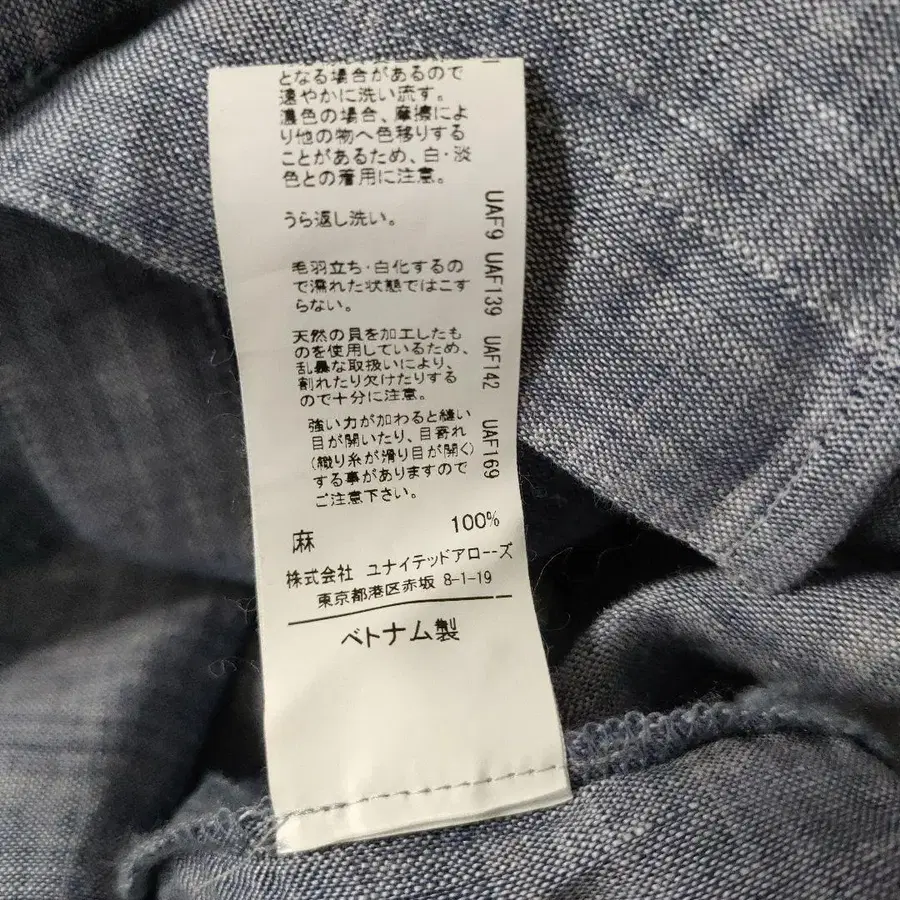 となる場合があるので
速やかに洗い流す。
濃色の場合、摩擦によ
り他の物へ色移りする
ことがあるため、白・淡
色との着用に注意。
うら返し洗い。
毛羽立ち・白化するの
で濡れた状態ではこす
らない。
天然の貝を加工したも
のを使用しているため、
乱暴な取扱いにより、
割れたり欠けたりする
ので十分に注意。
強い力が加わると縫い
目が開いたり、目寄れ
(織り糸が滑り目が開く)
する事がありますので
ご注意下さい。
麻 100%
株式会社 ユナイテッドアローズ
東京都港区赤坂 8-1-19
ベトナム製
UAF9 UAF139 UAF142 UAF169